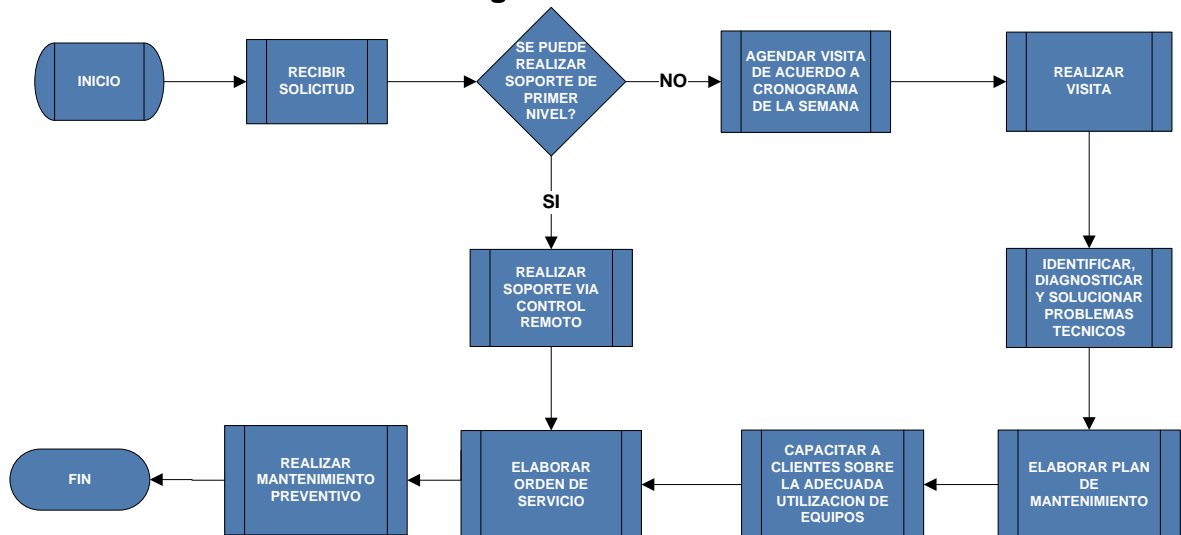 INICIO
RECIBIR
SOLICITUD
SE PUEDE
REALIZAR
SOPORTE DE
PRIMER
NIVEL?
NO
AGENDAR VISITA
DE ACUERDO A
CRONOGRAMA
DE LA SEMANA
REALIZAR
VISITA
SI
REALIZAR
SOPORTE VIA
CONTROL
REMOTO
IDENTIFICAR,
DIAGNOSTICAR
Y SOLUCIONAR
PROBLEMAS
TECNICOS
FIN
REALIZAR
MANTENIMIENTO
PREVENTIVO
ELABORAR
ORDEN DE
SERVICIO
CAPACITAR A
CLIENTES SOBRE
LA ADECUADA
UTILIZACION DE
EQUIPOS
ELABORAR PLAN
DE
MANTENIMIENTO